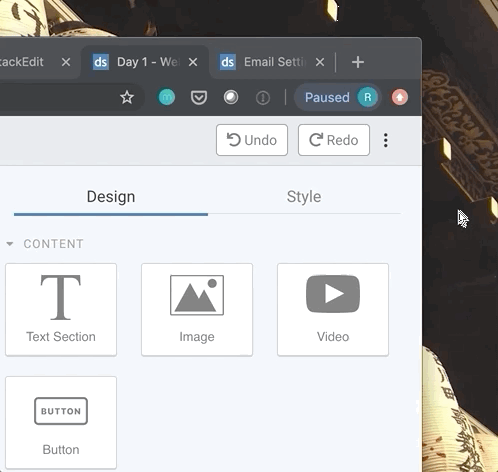 tackEdit
ds Day 1 - We
ds Email Setti
Paused R
Undo Redo
Design Style
CONTENT
Text Section Image Video
BUTTON
Button